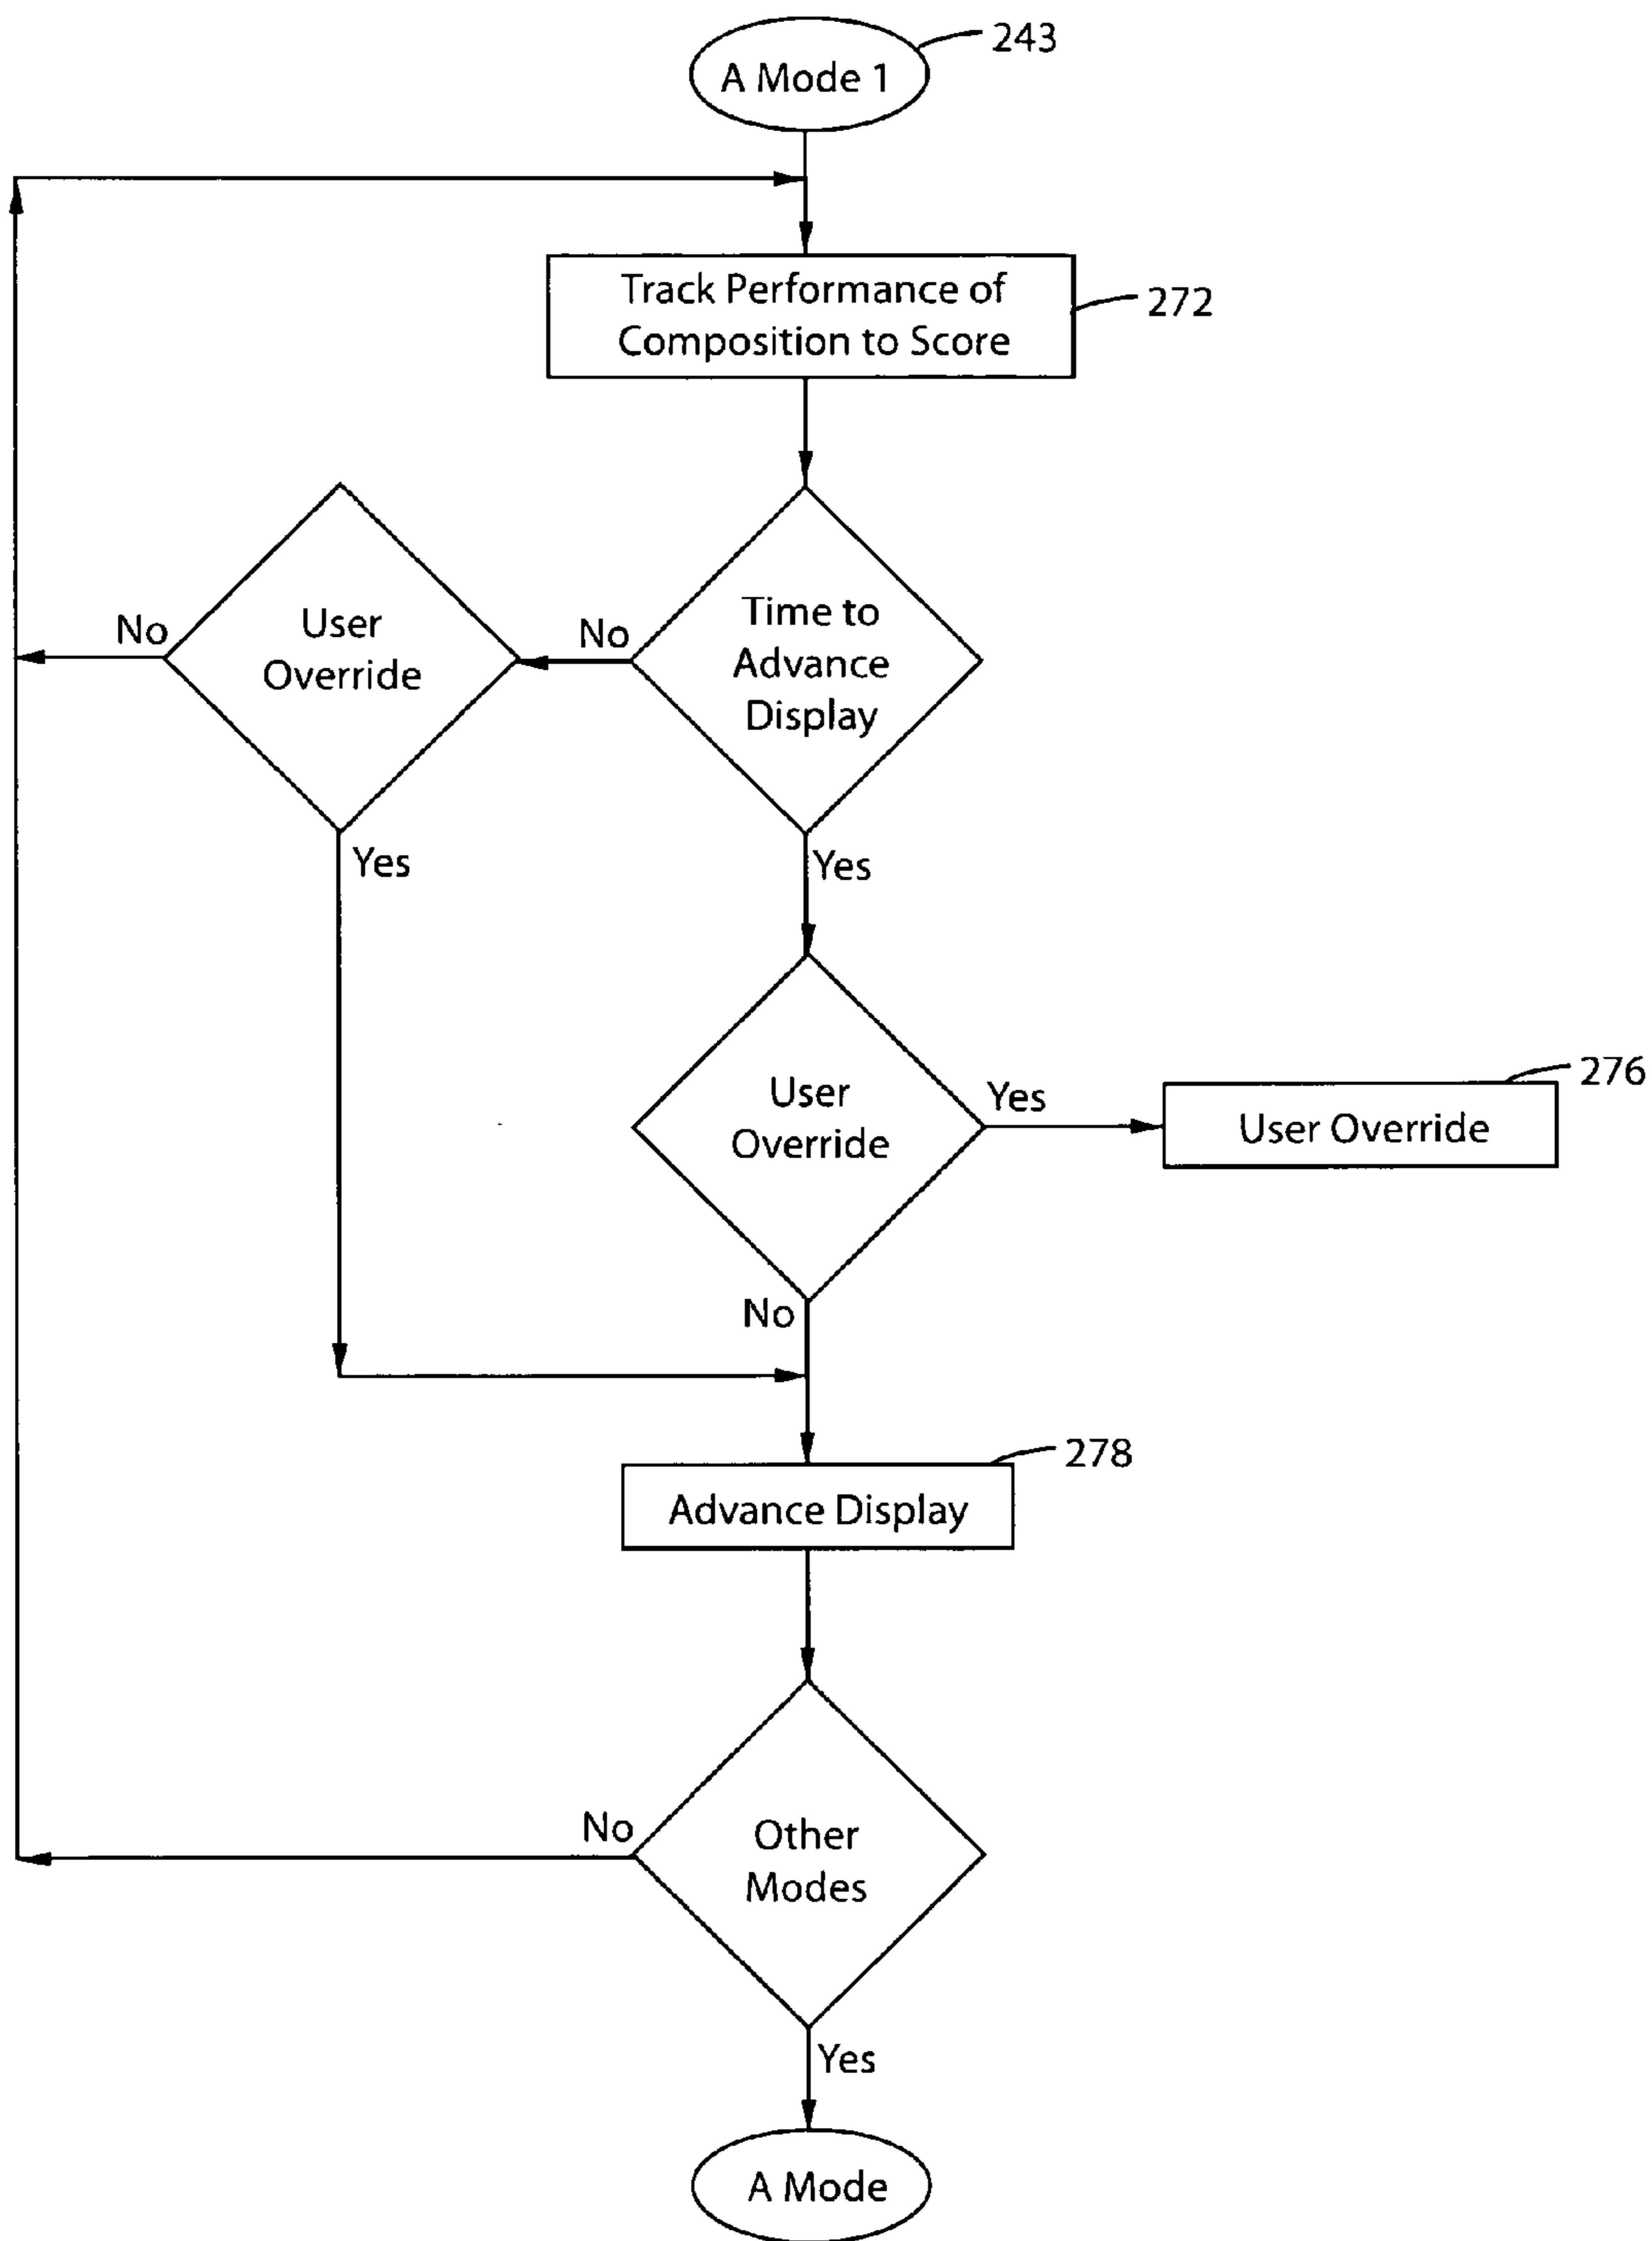 243
A Mode 1
Track Performance of
Composition to Score
272
Time to
Advance
Display
No
User
Override
No
Yes
Yes
User
Override
Yes
User Override
276
No
278
Advance Display
Other
Modes
No
Yes
A Mode